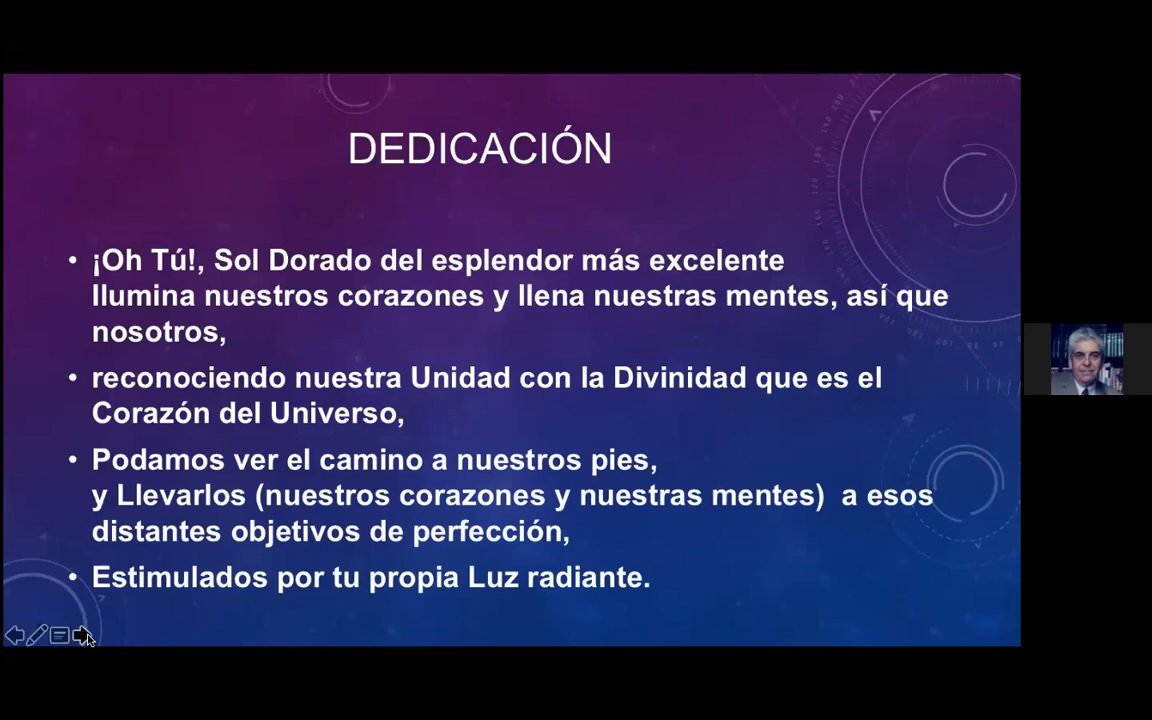 DEDICACIÓN
• ¡Oh Tú!, Sol Dorado del esplendor más excelente
Ilumina nuestros corazones y llena nuestras mentes, así que
nosotros,
• reconociendo nuestra Unidad con la Divinidad que es el
Corazón del Universo,
• Podamos ver el camino a nuestros pies,
y Llevarlos (nuestros corazones y nuestras mentes) a esos
distantes objetivos de perfección,
• Estimulados por tu propia Luz radiante.